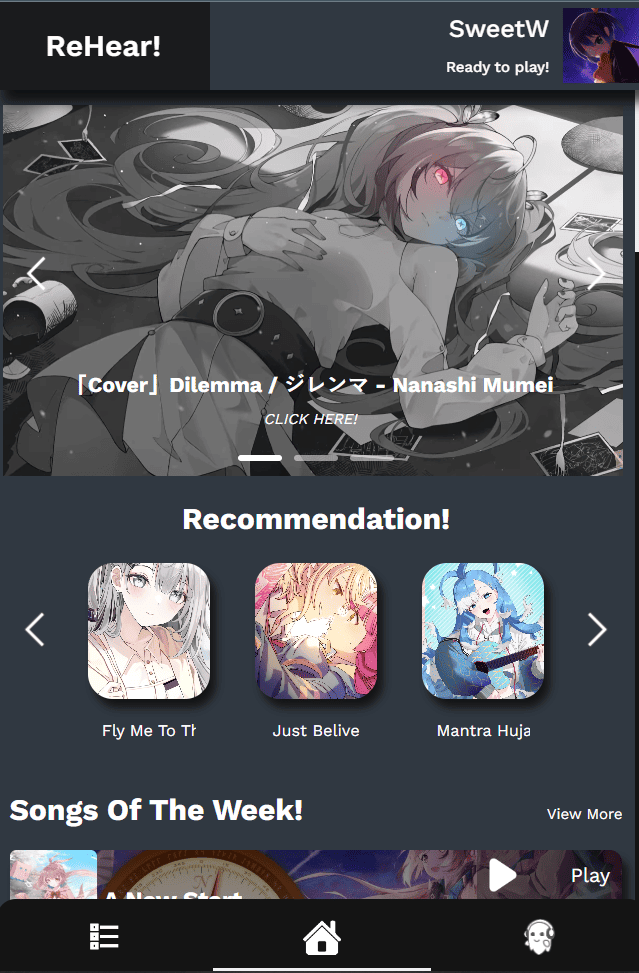 ReHear!
SweetW
Ready to play!
「Cover」Dilemma / ジレンマ - Nanashi Mumei
CLICK HERE!
Recommendation!
Fly Me To Th
Just Belive
Mantra Huja
Songs Of The Week!
View More
A New Start
Play